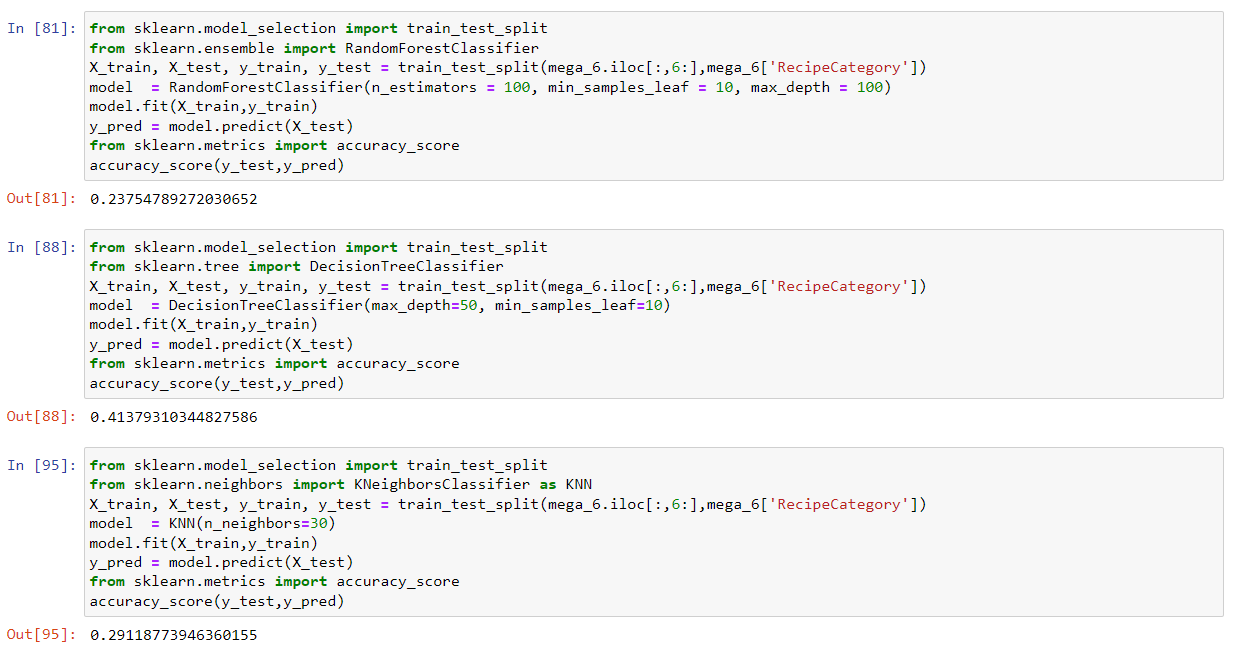 In [81]: from sklearn.model_selection import train_test_split
from sklearn.ensemble import RandomForestClassifier
X_train, X_test, y_train, y_test = train_test_split(mega_6.iloc[:,6:],mega_6['RecipeCategory'])
model  = RandomForestClassifier(n_estimators = 100, min_samples_leaf = 10, max_depth = 100)
model.fit(X_train,y_train)
y_pred = model.predict(X_test)
from sklearn.metrics import accuracy_score
accuracy_score(y_test,y_pred)
Out[81]: 0.23754789272030652
In [88]: from sklearn.model_selection import train_test_split
from sklearn.tree import DecisionTreeClassifier
X_train, X_test, y_train, y_test = train_test_split(mega_6.iloc[:,6:],mega_6['RecipeCategory'])
model  = DecisionTreeClassifier(max_depth=50, min_samples_leaf=10)
model.fit(X_train,y_train)
y_pred = model.predict(X_test)
from sklearn.metrics import accuracy_score
accuracy_score(y_test,y_pred)
Out[88]: 0.41379310344827586
In [95]: from sklearn.model_selection import train_test_split
from sklearn.neighbors import KNeighborsClassifier as KNN
X_train, X_test, y_train, y_test = train_test_split(mega_6.iloc[:,6:],mega_6['RecipeCategory'])
model  = KNN(n_neighbors=30)
model.fit(X_train,y_train)
y_pred = model.predict(X_test)
from sklearn.metrics import accuracy_score
accuracy_score(y_test,y_pred)
Out[95]: 0.29118773946360155